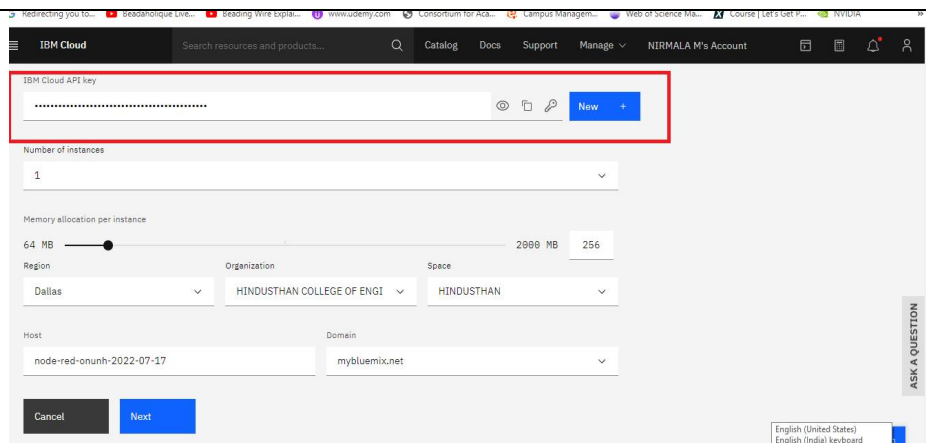 Redirecting you to... Beadaholique Live... Beading Wire Explai... www.udemy.com Consortium for Aca... Campus Managem... Web of Science Ma... Course | Let's Get P... NVIDIA »
IBM Cloud Search resources and products... Catalog Docs Support Manage NIRMALA M's Account
IBM Cloud API key
New +
Number of instances
1
Memory allocation per instance
64 MB 2000 MB 256
Region Organization Space
Dallas HINDUSTHAN COLLEGE OF ENGI HINDUSTHAN
Host Domain
node-red-onunh-2022-07-17 mybluemix.net
ASK A QUESTION
Cancel Next
English (United States)
English (India) keyboard